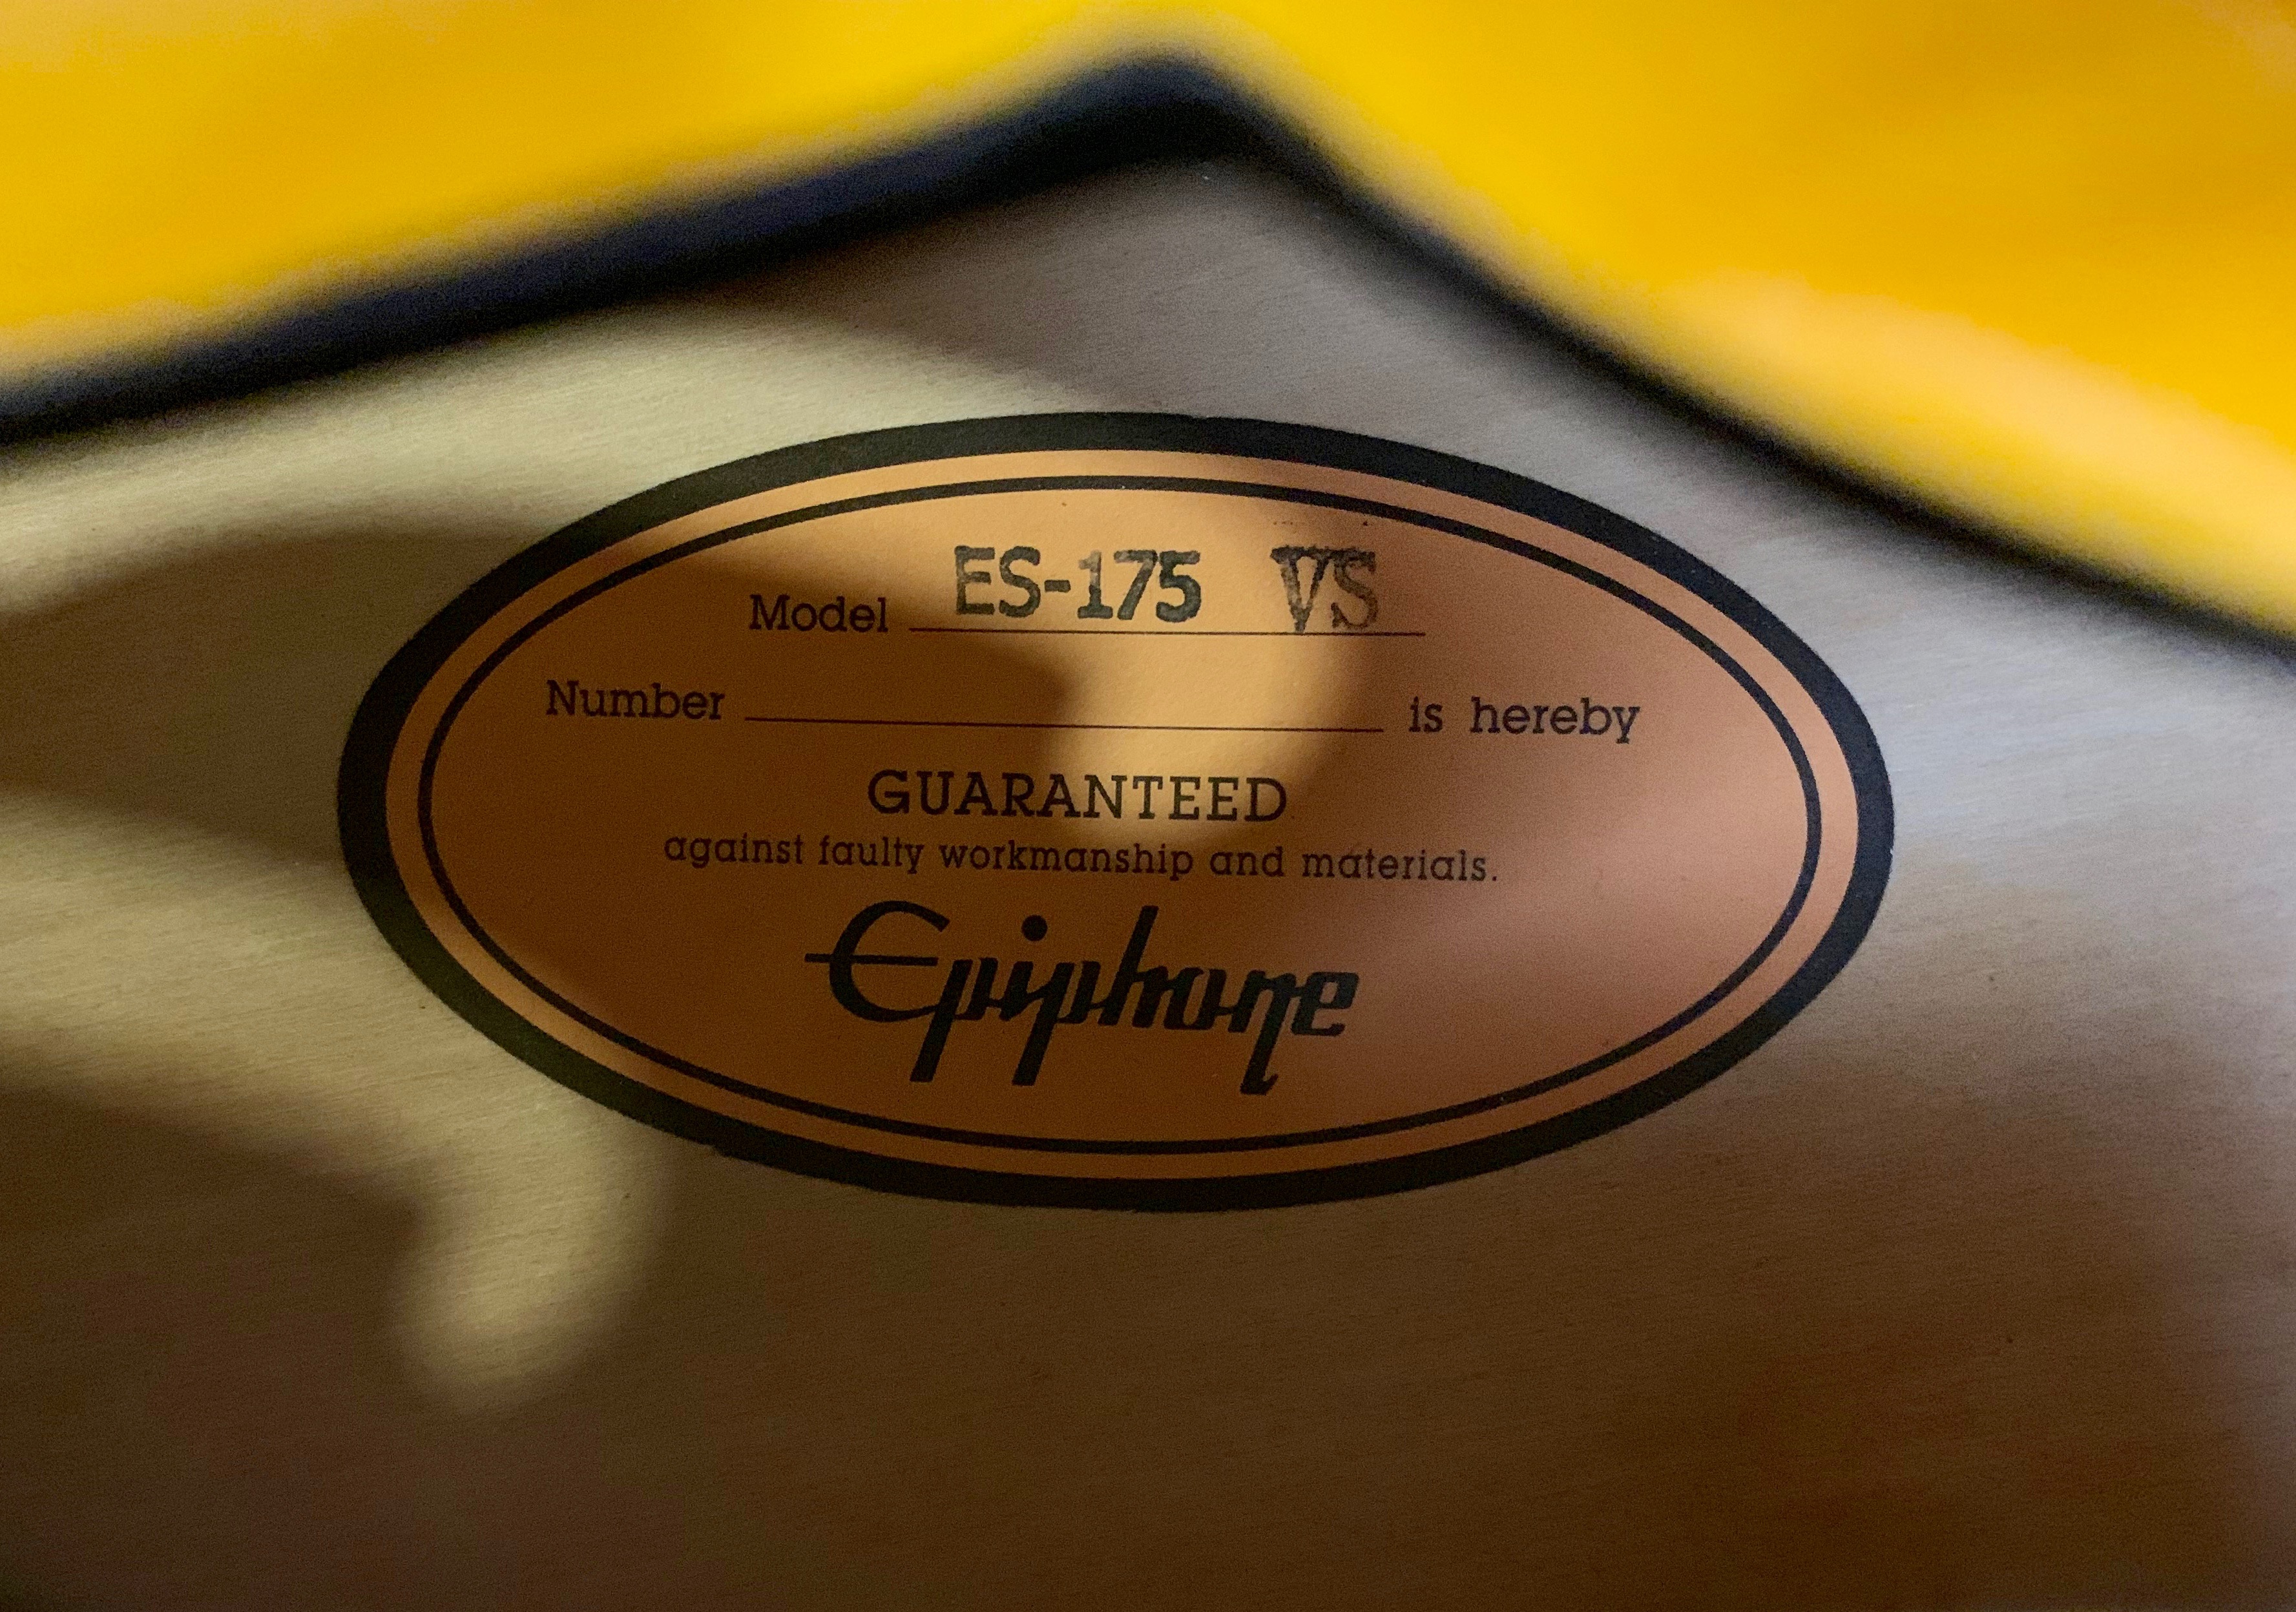 Model ES-175 VS
Number is hereby
GUARANTEED
against faulty workmanship and materials.
Epiphone